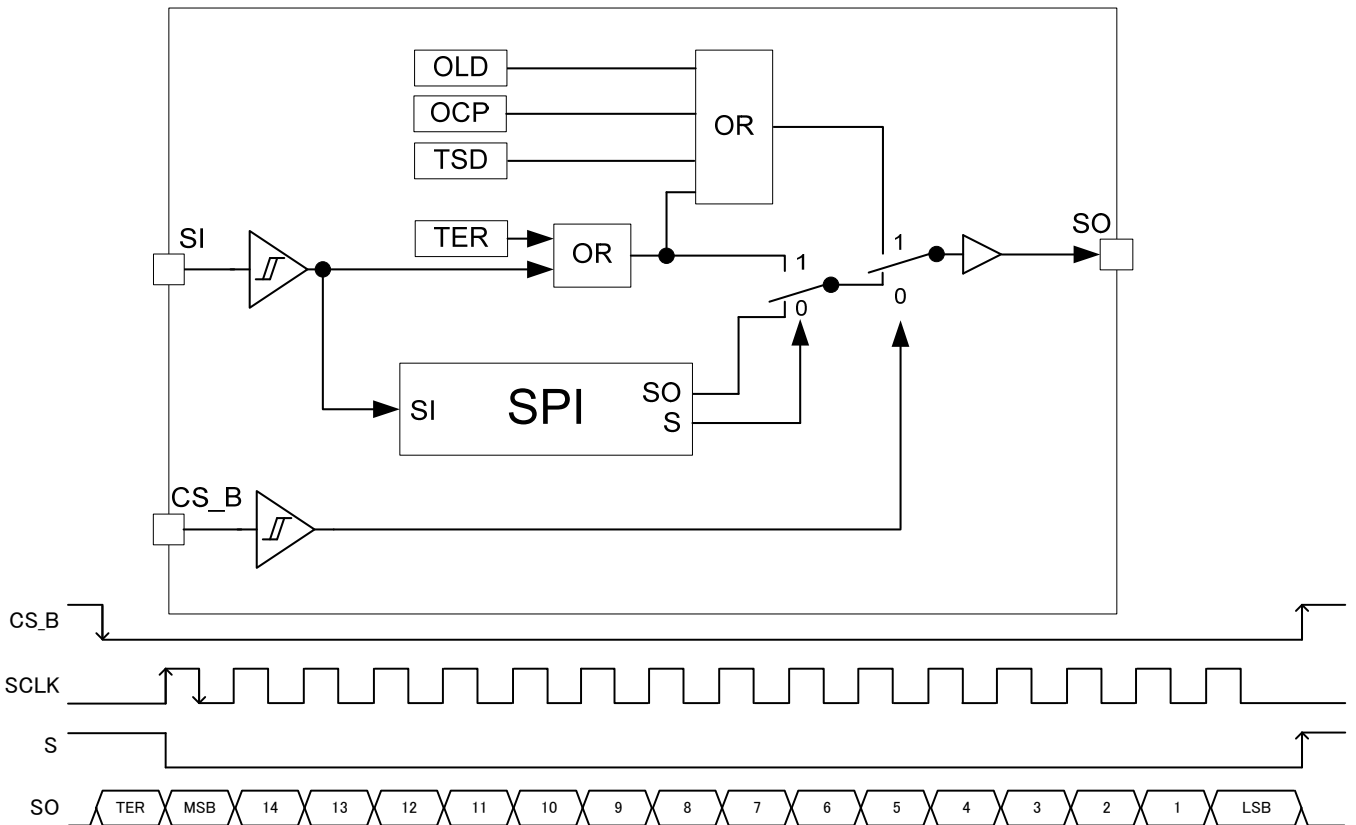 OLD
OCP
OR
TSD
SI
TER
OR
1
0
1
0
SO
SI
SPI
SO
S
CS_B
CS_B
SCLK
S
SO TER MSB 14 13 12 11 10 9 8 7 6 5 4 3 2 1 LSB